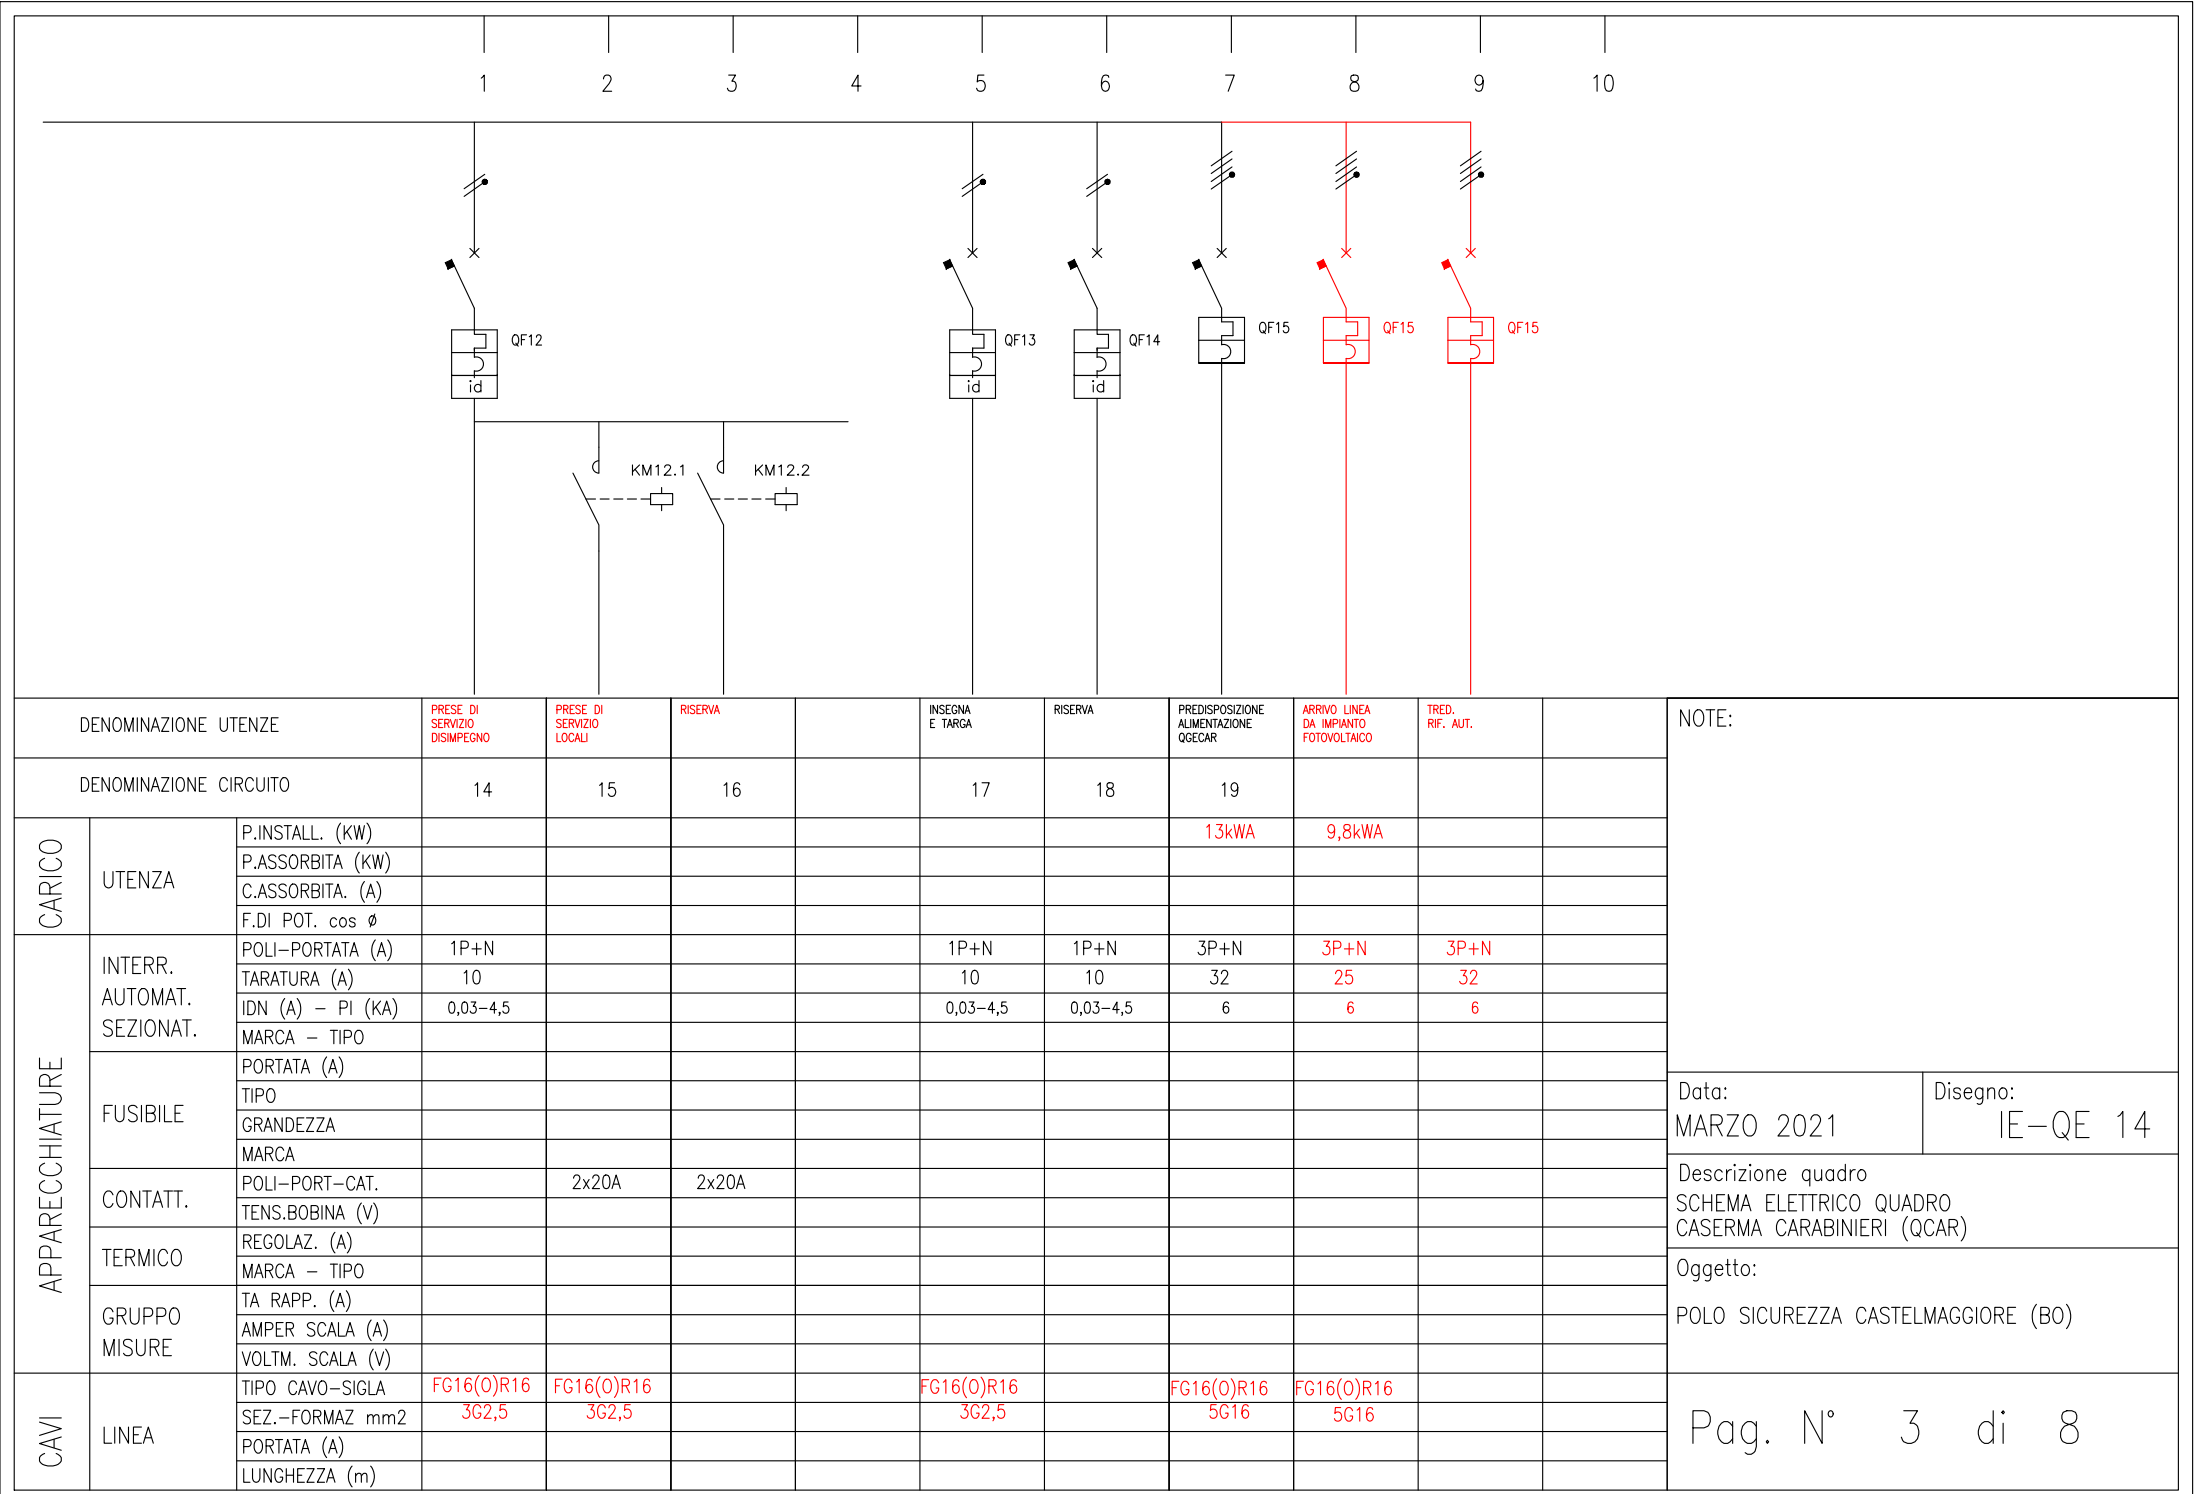 1 2 3 4 5 6 7 8 9 10
QF12 QF13 QF14 QF15 QF15 QF15
id id id
KM12.1 KM12.2
DENOMINAZIONE UTENZE
PRESE DI
SERVIZIO
DISIMPEGNO
PRESE DI
SERVIZIO
LOCALI
RISERVA
INSEGNA
E TARGA
RISERVA
PREDISPOSIZIONE
ALIMENTAZIONE
QGECAR
ARRIVO LINEA
DA IMPIANTO
FOTOVOLTAICO
TRED.
RIF. AUT.
DENOMINAZIONE CIRCUITO 14 15 16 17 18 19
CARICO
UTENZA
P.INSTALL. (KW) 13kWA 9,8kWA
P.ASSORBITA (KW)
C.ASSORBITA. (A)
F.DI POT. cos ø
APPARECCHIATURE
INTERR.
AUTOMAT.
SEZIONAT.
POLI-PORTATA (A) 1P+N 1P+N 1P+N 3P+N 3P+N 3P+N
TARATURA (A) 10 10 10 32 25 32
IDN (A) - PI (KA) 0,03-4,5 0,03-4,5 0,03-4,5 6 6 6
MARCA - TIPO
FUSIBILE
PORTATA (A)
TIPO
GRANDEZZA
MARCA
CONTATT.
POLI-PORT-CAT. 2x20A 2x20A
TENS.BOBINA (V)
TERMICO
REGOLAZ. (A)
MARCA - TIPO
GRUPPO
MISURE
TA RAPP. (A)
AMPER SCALA (A)
VOLTM. SCALA (V)
CAVI
LINEA
TIPO CAVO-SIGLA FG16(O)R16 FG16(O)R16 FG16(O)R16 FG16(O)R16 FG16(O)R16
SEZ.-FORMAZ mm2 3G2,5 3G2,5 3G2,5 5G16 5G16
PORTATA (A)
LUNGHEZZA (m)
NOTE:
Data:
MARZO 2021
Disegno:
IE-QE 14
Descrizione quadro
SCHEMA ELETTRICO QUADRO
CASERMA CARABINIERI (QCAR)
Oggetto:
POLO SICUREZZA CASTELMAGGIORE (BO)
Pag. N° 3 di 8